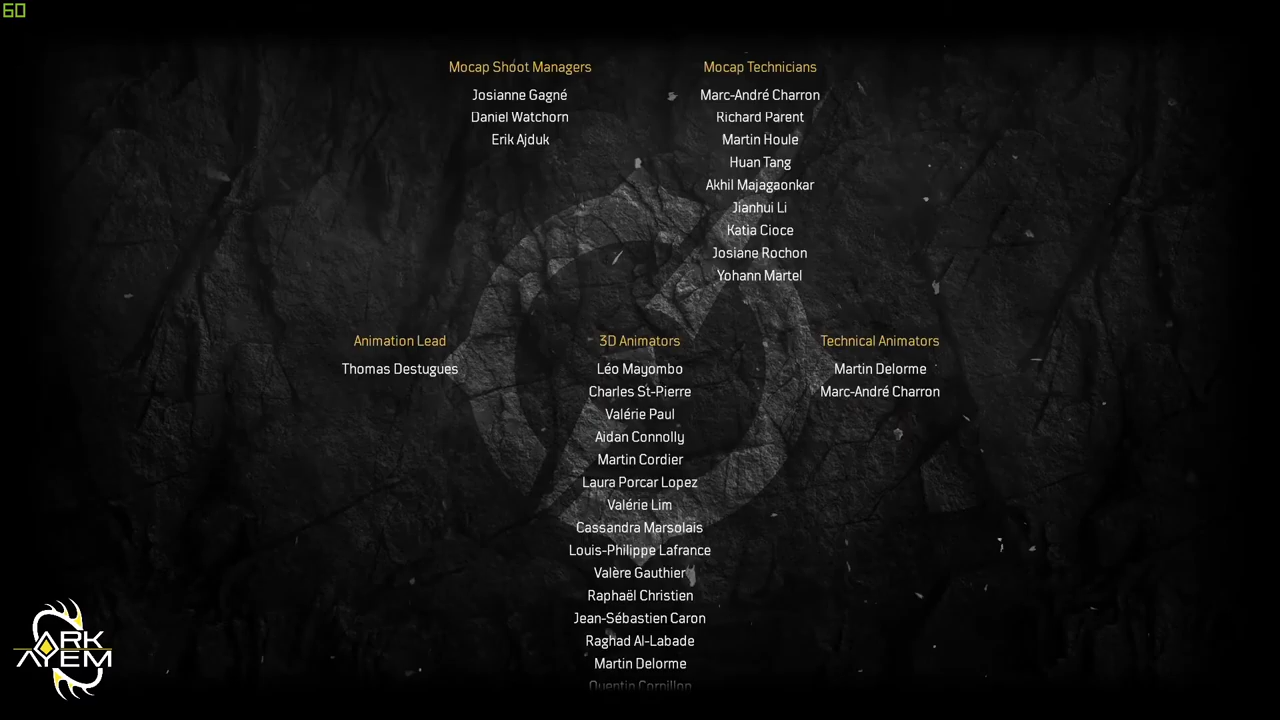 60
Mocap Shoot Managers
Josianne Gagné
Daniel Watchorn
Erik Ajduk
Mocap Technicians
Marc-André Charron
Richard Parent
Martin Houle
Huan Tang
Akhil Majagaonkar
Jianhui Li
Katia Cioce
Josiane Rochon
Yohann Martel
Animation Lead
Thomas Destugues
3D Animators
Léo Mayombo
Charles St-Pierre
Valérie Paul
Aidan Connolly
Martin Cordier
Laura Porcar Lopez
Valérie Lim
Cassandra Marsolais
Louis-Philippe Lafrance
Valère Gauthier
Raphaël Christien
Jean-Sébastien Caron
Raghad Al-Labade
Martin Delorme
Quentin Cornillon
Technical Animators
Martin Delorme
Marc-André Charron
ARK
AYEM